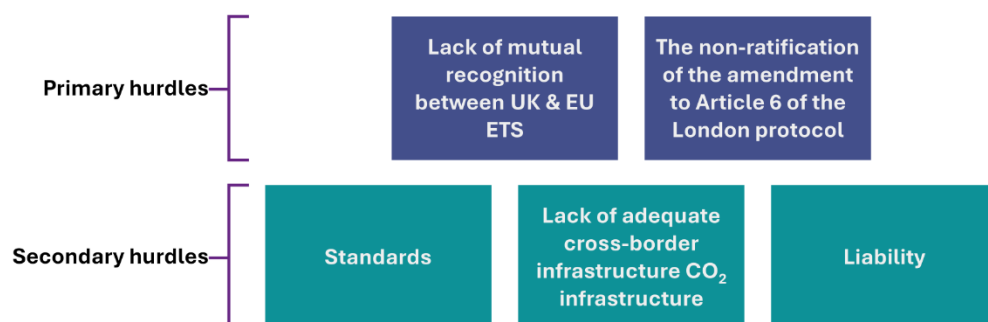 Primary hurdles
Lack of mutual
recognition
between UK & EU
ETS
The non-ratification
of the amendment
to Article 6 of the
London protocol
Secondary hurdles
Standards
Lack of adequate
cross-border
infrastructure CO₂
infrastructure
Liability